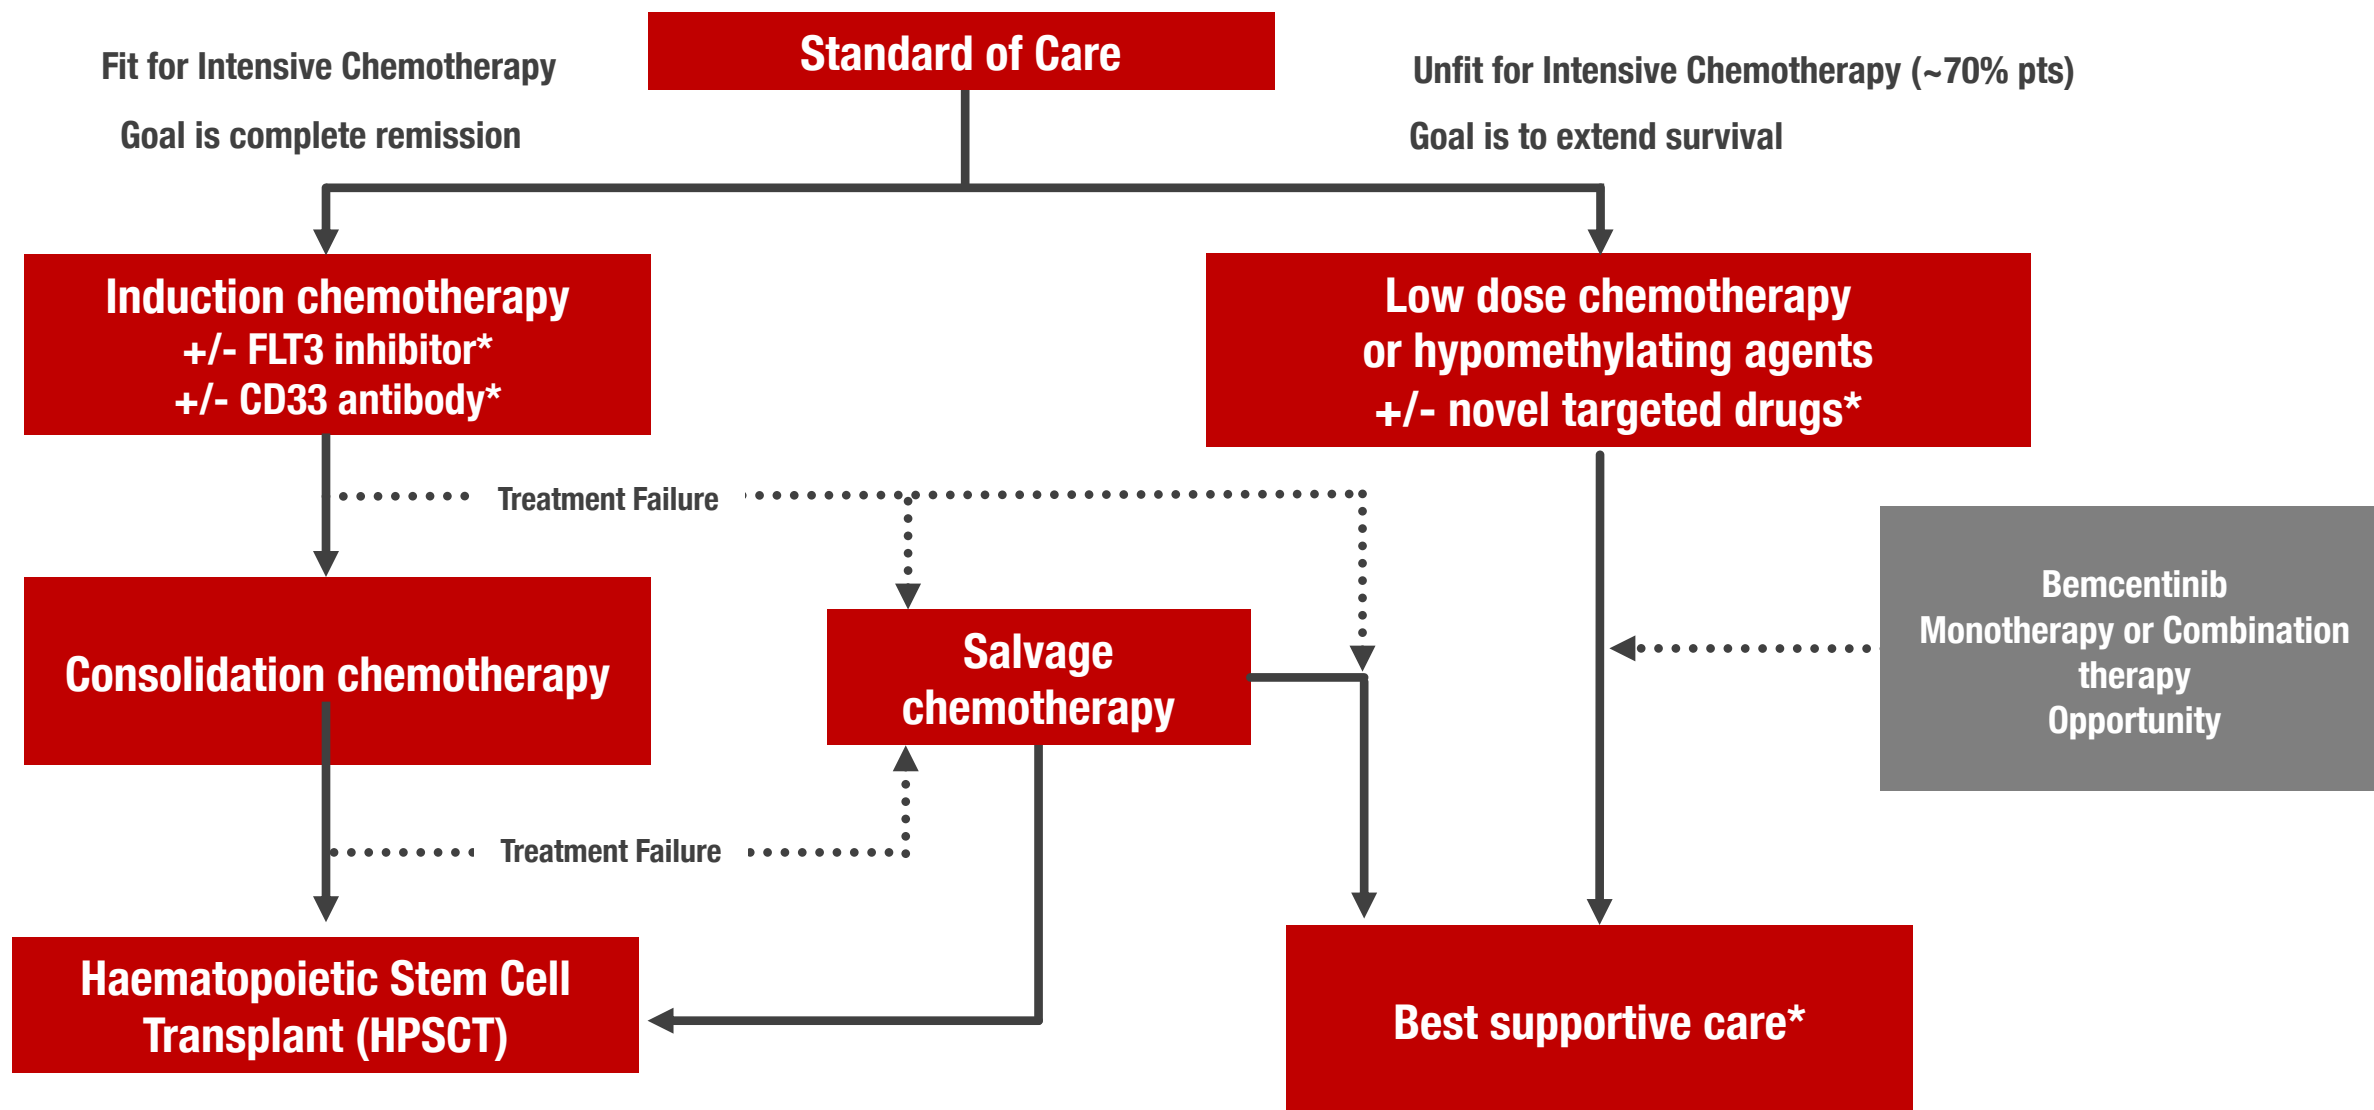 Standard of Care
Fit for Intensive Chemotherapy
Goal is complete remission
Unfit for Intensive Chemotherapy (~70% pts)
Goal is to extend survival
Induction chemotherapy
+/- FLT3 inhibitor*
+/- CD33 antibody*
Low dose chemotherapy
or hypomethylating agents
+/- novel targeted drugs*
Treatment Failure
Bemcentinib
Monotherapy or Combination
therapy
Opportunity
Consolidation chemotherapy
Salvage
chemotherapy
Treatment Failure
Haematopoietic Stem Cell
Transplant (HPSCT)
Best supportive care*